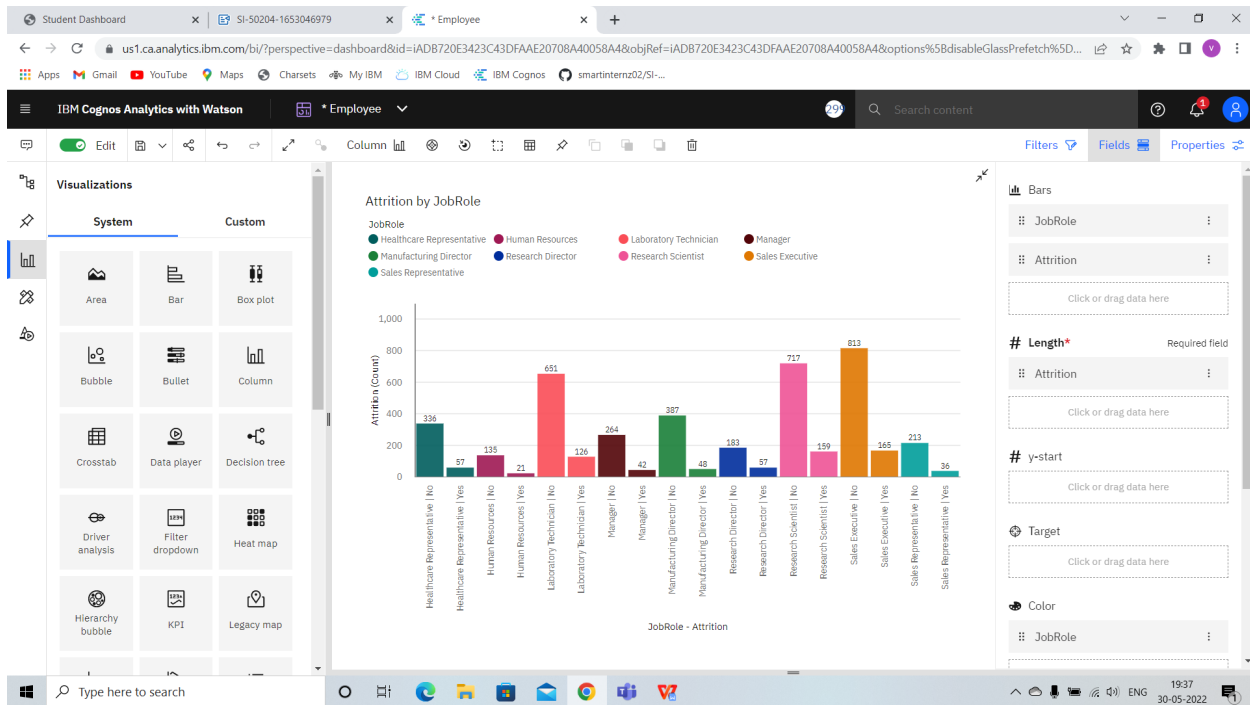 Student Dashboard
SI-50204-1653046979
* Employee
us1.ca.analytics.ibm.com/bi/?perspective=dashboard&id=iADB720E3423C43DFAAE20708A40058A4&objRef=iADB720E3423C43DFAAE20708A40058A4&options%5BdisableGlassPrefetch%5D...
V
Apps Gmail YouTube Maps Charsets My IBM IBM Cloud IBM Cognos smartinternz02/SI-...
IBM Cognos Analytics with Watson
* Employee
299
Search content
1
Edit
Column
Filters Fields Properties
Visualizations
System Custom
Area Bar Box plot
Bubble Bullet Column
Crosstab Data player Decision tree
Driver analysis
Filter dropdown
Heat map
Hierarchy bubble
KPI
Legacy map
Attrition by JobRole
JobRole
Healthcare Representative Human Resources Laboratory Technician Manager
Manufacturing Director Research Director Research Scientist Sales Executive
Sales Representative
Attrition (Count)
1,000
800
600
400
200
0
336
57
135
21
651
126
264
42
387
48
183
57
717
159
813
165
213
36
Healthcare Representative | No
Healthcare Representative | Yes
Human Resources | No
Human Resources | Yes
Laboratory Technician | No
Laboratory Technician | Yes
Manager | No
Manager | Yes
Manufacturing Director | No
Manufacturing Director | Yes
Research Director | No
Research Director | Yes
Research Scientist | No
Research Scientist | Yes
Sales Executive | No
Sales Executive | Yes
Sales Representative | No
Sales Representative | Yes
JobRole - Attrition
Bars
JobRole
Attrition
Click or drag data here
# Length* Required field
Attrition
Click or drag data here
# y-start
Click or drag data here
Target
Click or drag data here
Color
JobRole
Type here to search
ENG
19:37
30-05-2022
1